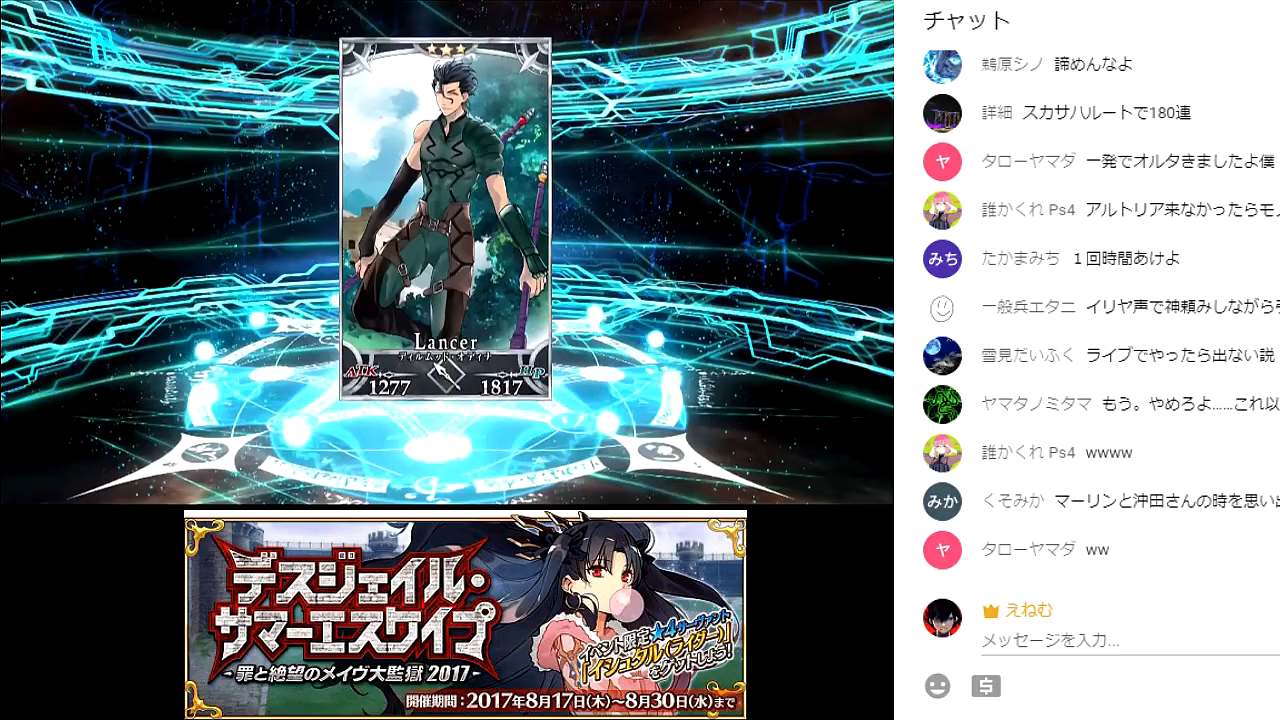 Lancer
ディルムッド・オディナ
ATK
HP
1277
1817
デスジェイル・
サマーエスケイプ
-罪と絶望のメイヴ大監獄 2017-
イベント限定★4サーヴァント
「イシュタル(ライダー)」
をゲットしよう!
開催期間:2017年8月17日(木)～8月30日(水)まで
チャット
鵜原シノ 諦めんなよ
詳細 スカサハルートで180連
ヤ
タローヤマダ 一発でオルタきましたよ僕
誰かくれ Ps4 アルトリア来なかったらモ
みち
たかまみち 1回時間あけよ
一般兵エタニ イリヤ声で神頼みしながら
雪見だいふく ライブでやったら出ない説
ヤマタノミタマ もう。やめろよ……これ以
誰かくれ Ps4 wwww
みか
くそみか マーリンと沖田さんの時を思い
ヤ
タローヤマダ ww
えねむ
メッセージを入力...